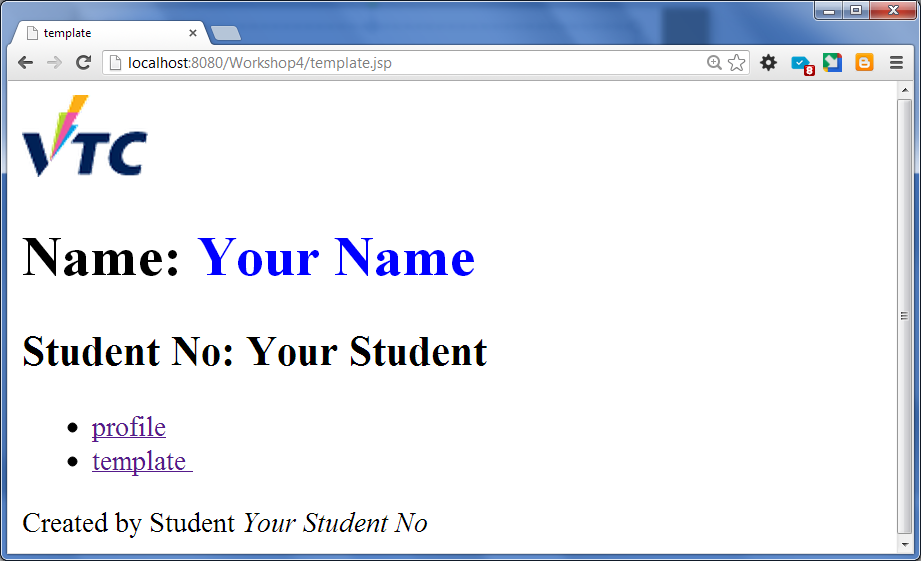 template
localhost:8080/Workshop4/template.jsp
8
VTC
Name: Your Name
Student No: Your Student
profile
template
Created by Student Your Student No